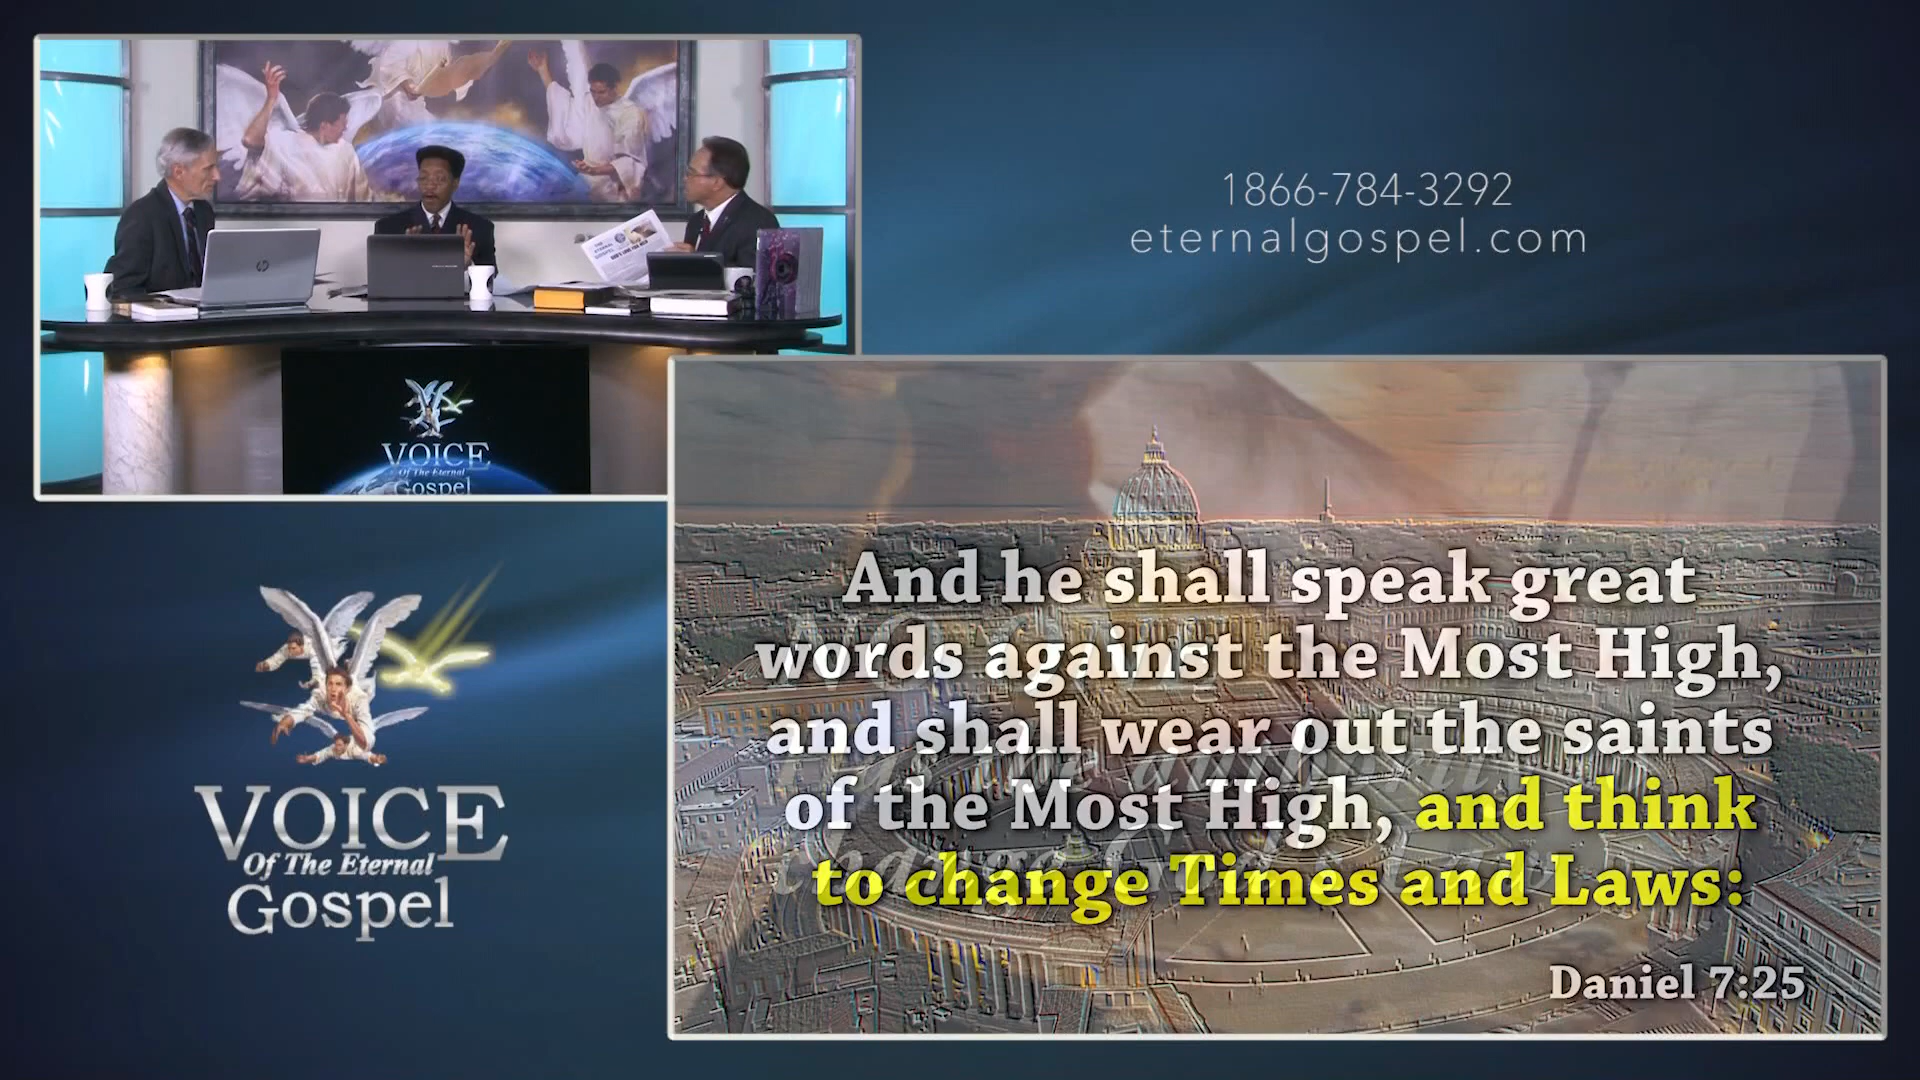 1866-784-3292
eternalgospel.com
hp
VOICE
Of The Eternal
Gospel
And he shall speak great
words against the Most High,
and shall wear out the saints
of the Most High, and think
to change Times and Laws:
Daniel 7:25
VOICE
Of The Eternal
Gospel